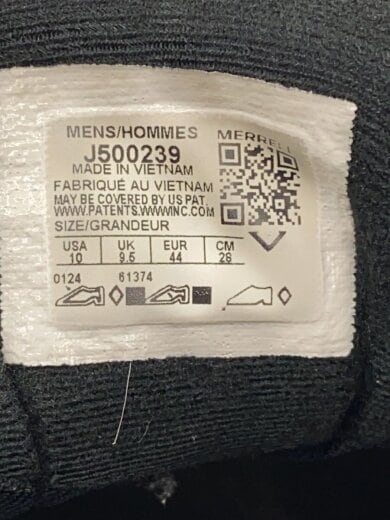 MENS/HOMMES
MERRELL
J500239
MADE IN VIETNAM
FABRIQUÉ AU VIETNAM
MAY BE COVERED BY US PAT.
WWW.PATENTS.WWWINC.COM
SIZE/GRANDEUR
USA UK EUR CM
10 9.5 44 28
0124 61374